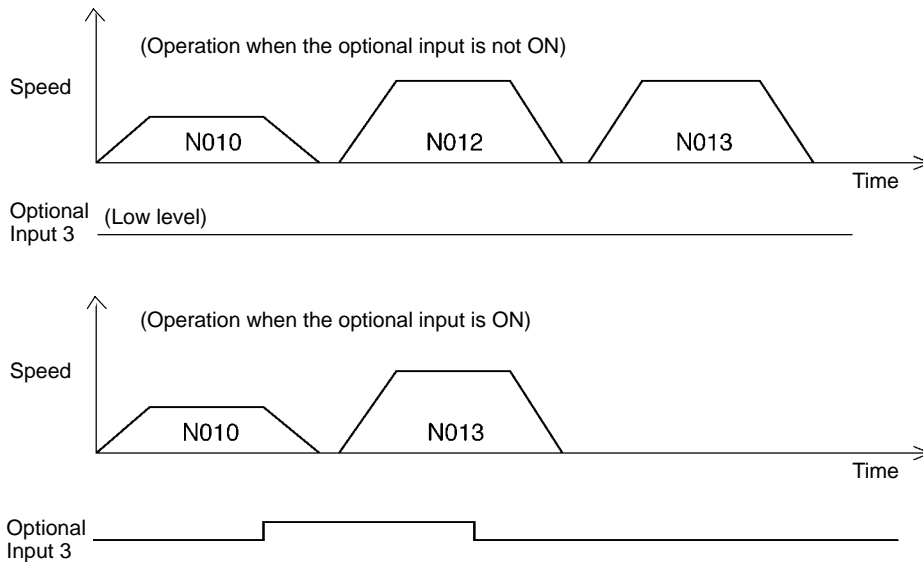 (Operation when the optional input is not ON)
Speed
N010
N012
N013
Time
Optional
Input 3
(Low level)
(Operation when the optional input is ON)
Speed
N010
N013
Time
Optional
Input 3